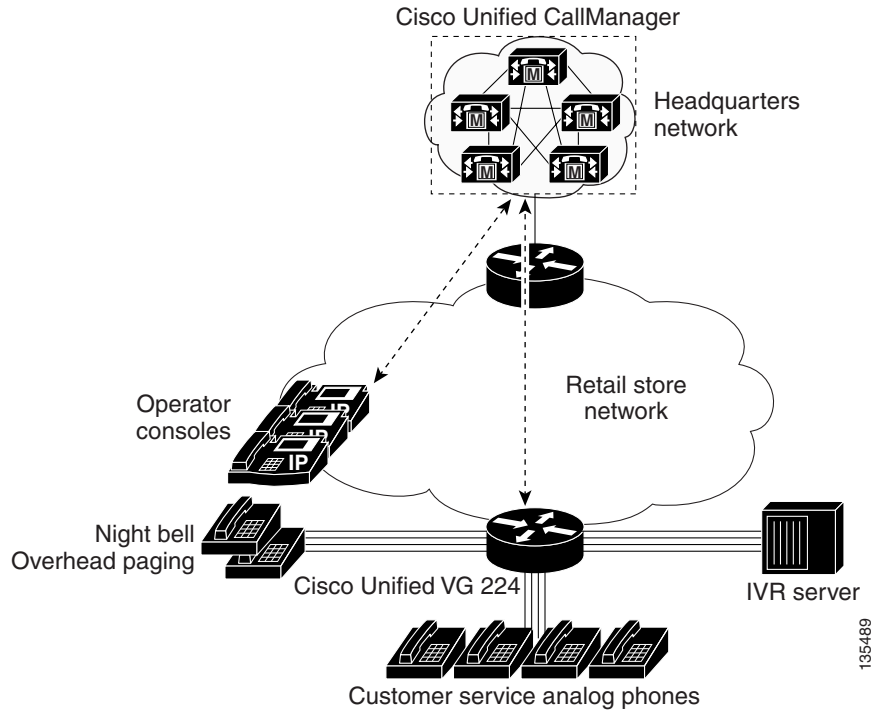 Cisco Unified CallManager
M
M
M
M
M
Headquarters
network
Retail store
network
Operator
consoles
IP
IP
IP
Night bell
Overhead paging
Cisco Unified VG 224
IVR server
Customer service analog phones
135489